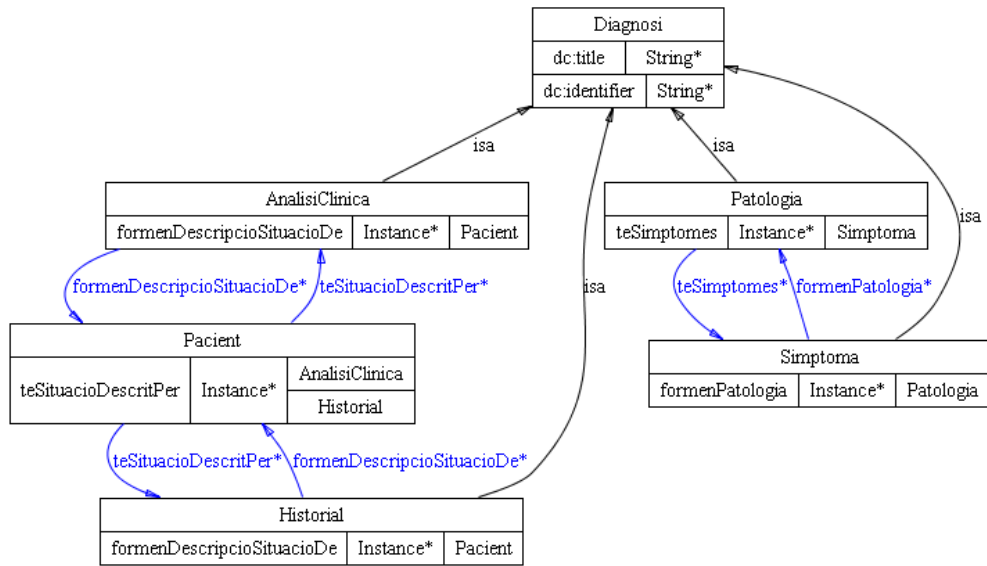 Diagnosi
dc:title String*
dc:identifier String*
isa
isa
AnalisiClinica
formenDescripcioSituacioDe Instance* Pacient
Patologia
teSimptomes Instance* Simptoma
isa
formenDescripcioSituacioDe* teSituacioDescritPer*
isa
teSimptomes* formenPatologia*
Pacient
teSituacioDescritPer Instance* AnalisiClinica
Historial
Simptoma
formenPatologia Instance* Patologia
teSituacioDescritPer* formenDescripcioSituacioDe*
Historial
formenDescripcioSituacioDe Instance* Pacient